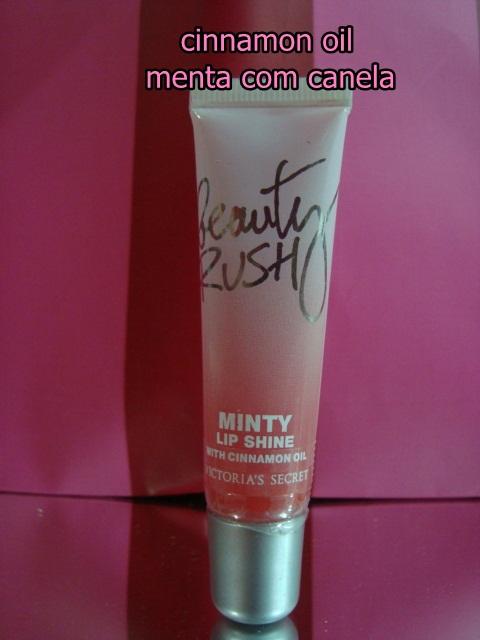 cinnamon oil
menta com canela
Beauty
RUSH
MINTY
LIP SHINE
WITH CINNAMON OIL
VICTORIA'S SECRET